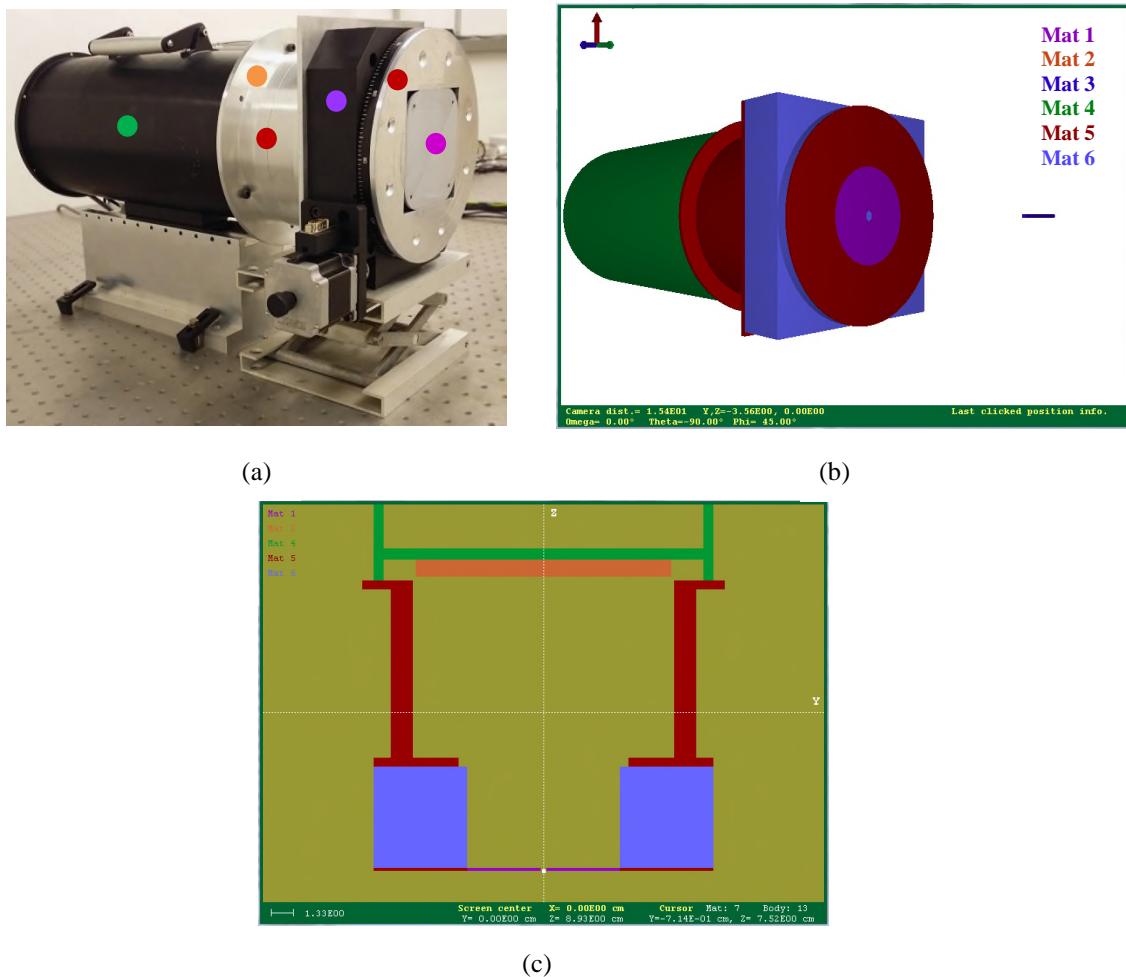 Mat 1
Mat 2
Mat 3
Mat 4
Mat 5
Mat 6
Camera dist.= 1.54E01 Y,Z=-3.56E00, 0.00E00 Last clicked position info.
Omega= 0.00° Theta=-90.00° Phi= 45.00°
(a)
(b)
Mat 1
Mat 2
Mat 4
Mat 5
Mat 6
Z
Y
1.33E00
Screen center X= 0.00E00 cm Cursor Mat: 7 Body: 13
Y= 0.00E00 cm Z= 8.93E00 cm Y=-7.14E-01 cm, Z= 7.52E00 cm
(c)